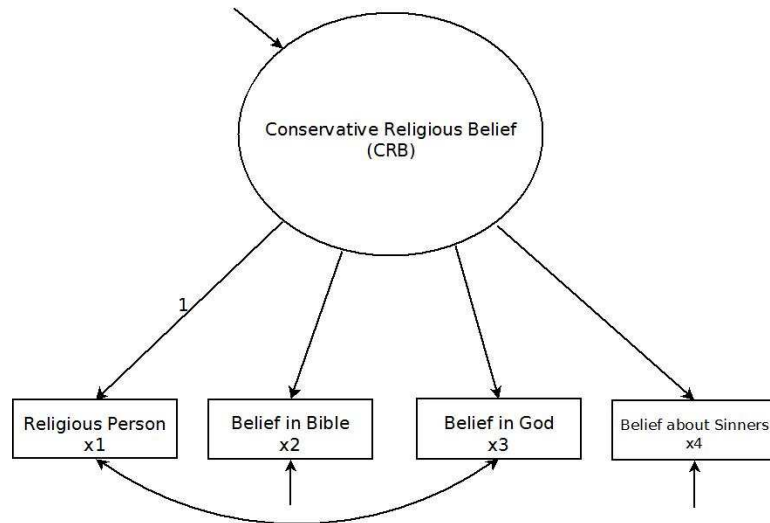 Conservative Religious Belief
(CRB)
1
Religious Person
x1
Belief in Bible
x2
Belief in God
x3
Belief about Sinners
x4